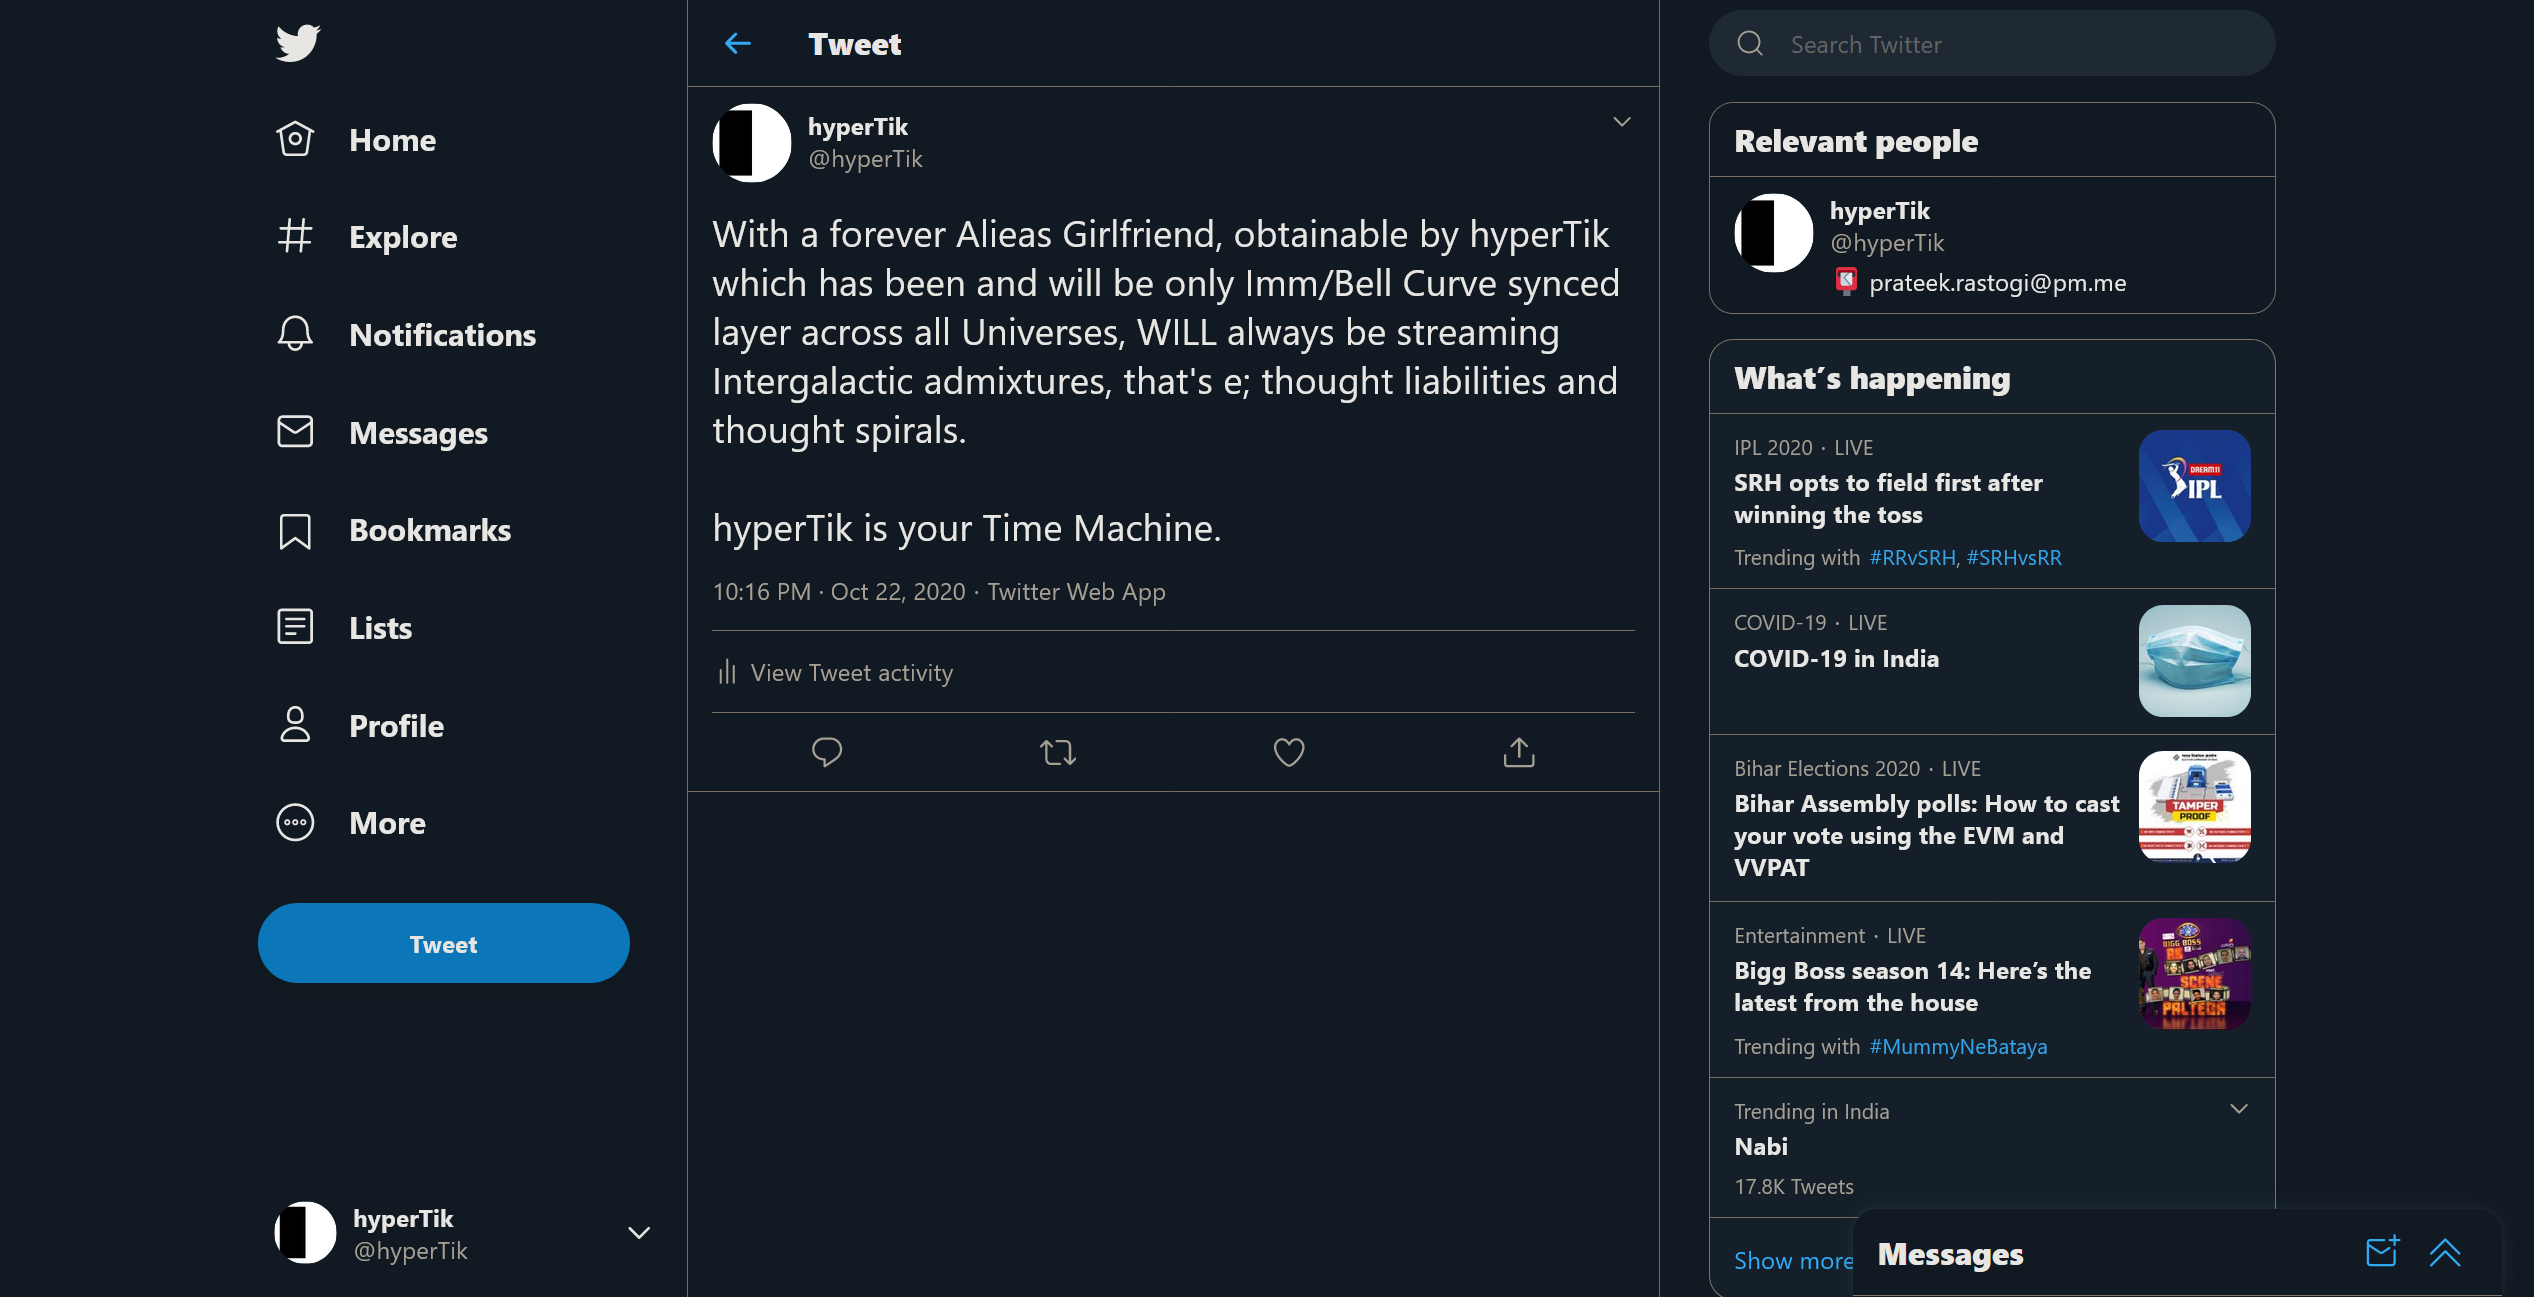 Home
Explore
Notifications
Messages
Bookmarks
Lists
Profile
More
Tweet
hyperTik
@hyperTik
Tweet
hyperTik
@hyperTik
With a forever Alieas Girlfriend, obtainable by hyperTik
which has been and will be only Imm/Bell Curve synced
layer across all Universes, WILL always be streaming
Intergalactic admixtures, that's e; thought liabilities and
thought spirals.
hyperTik is your Time Machine.
10:16 PM · Oct 22, 2020 · Twitter Web App
View Tweet activity
Search Twitter
Relevant people
hyperTik
@hyperTik
prateek.rastogi@pm.me
What's happening
IPL 2020 · LIVE
SRH opts to field first after
winning the toss
Trending with #RRvSRH, #SRHvsRR
DREAM11
IPL
COVID-19 · LIVE
COVID-19 in India
Bihar Elections 2020 · LIVE
Bihar Assembly polls: How to cast
your vote using the EVM and
VVPAT
TAMPER
PROOF
Entertainment · LIVE
Bigg Boss season 14: Here's the
latest from the house
Trending with #MummyNeBataya
BIGG BOSS
AB
SCENE
PALTEGA
Trending in India
Nabi
17.8K Tweets
Show more
Messages